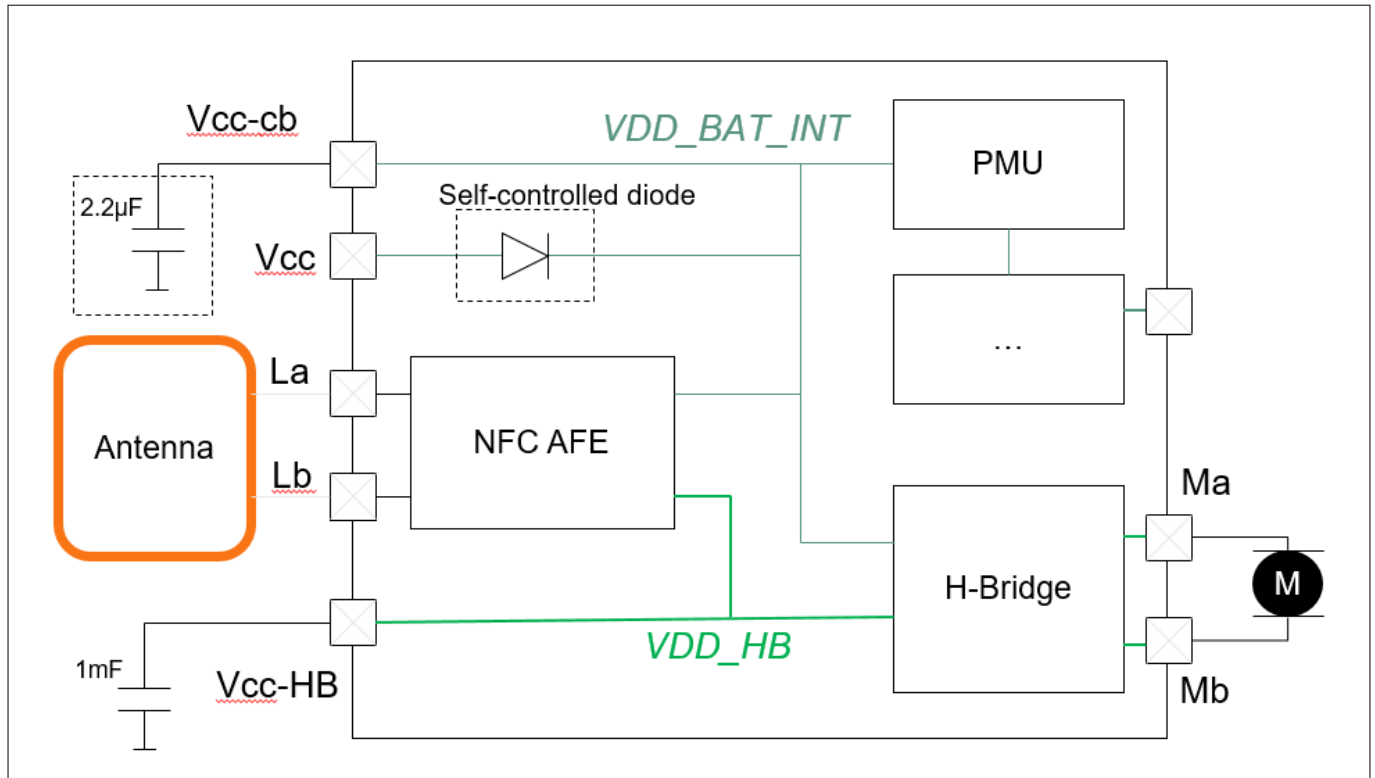 Vcc-cb
VDD_BAT_INT
PMU
2.2µF
Self-controlled diode
Vcc
...
La
Antenna
NFC AFE
Lb
Ma
H-Bridge
M
VDD_HB
1mF
Vcc-HB
Mb